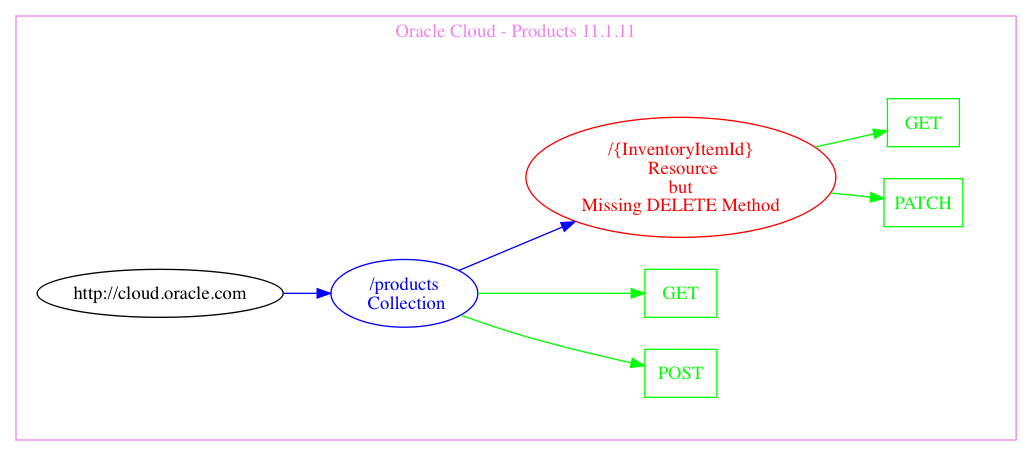 Oracle Cloud - Products 11.1.11
http://cloud.oracle.com
/products
Collection
/{InventoryItemId}
Resource
but
Missing DELETE Method
GET
PATCH
GET
POST